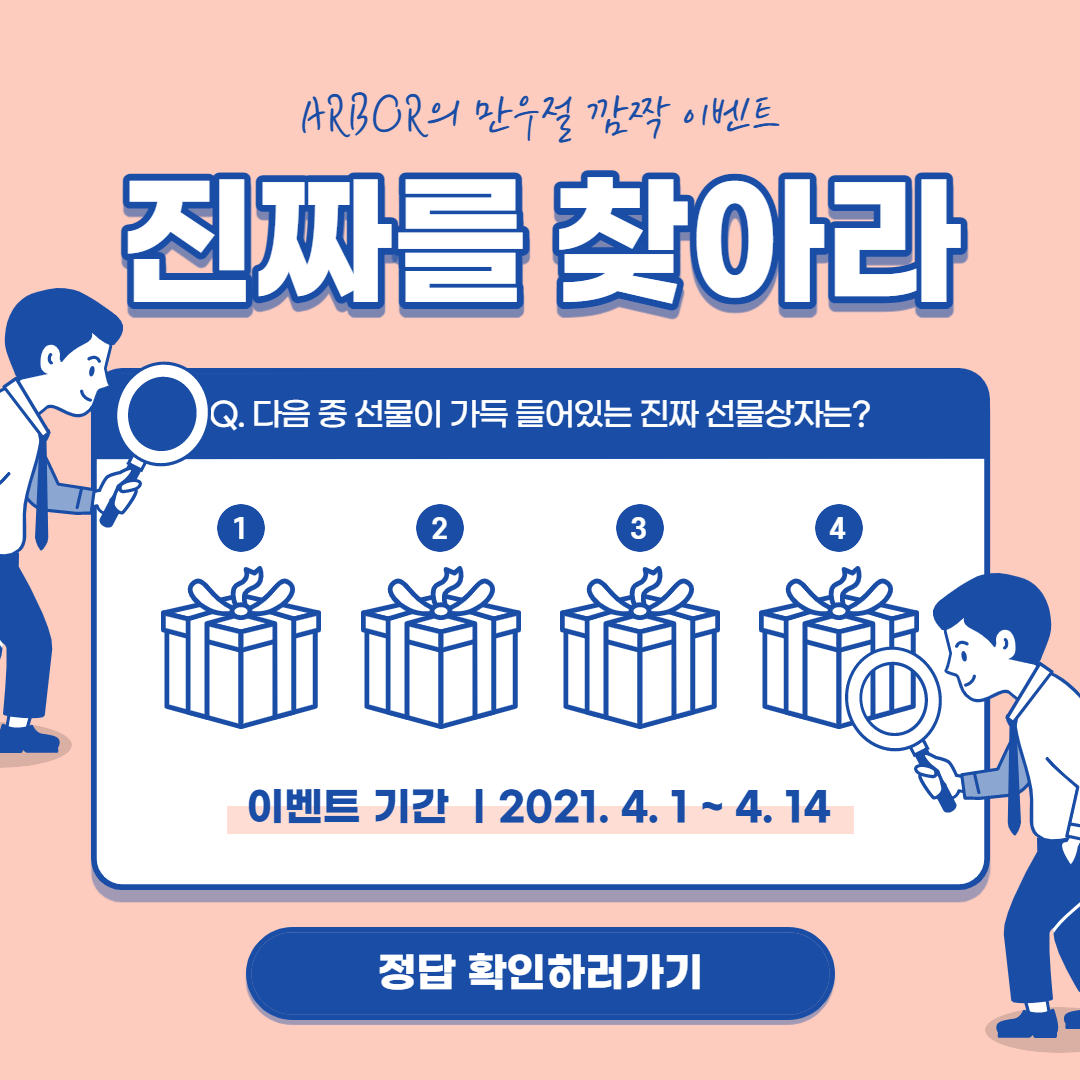 ARBOR의 만우절 깜짝 이벤트
진짜를 찾아라
Q. 다음 중 선물이 가득 들어있는 진짜 선물상자는?
1 2 3 4
이벤트 기간 | 2021. 4. 1 ~ 4. 14
정답 확인하러가기